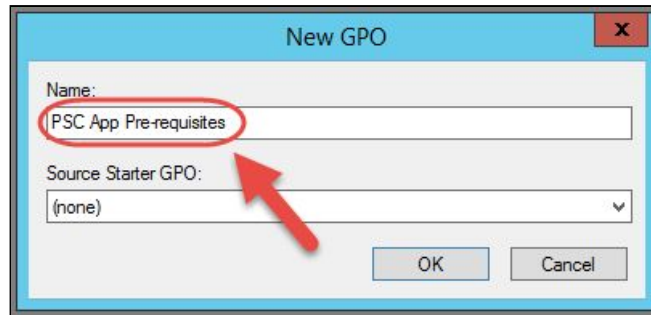 New GPO
x
Name:
PSC App Pre-requisites
Source Starter GPO:
(none)
OK Cancel